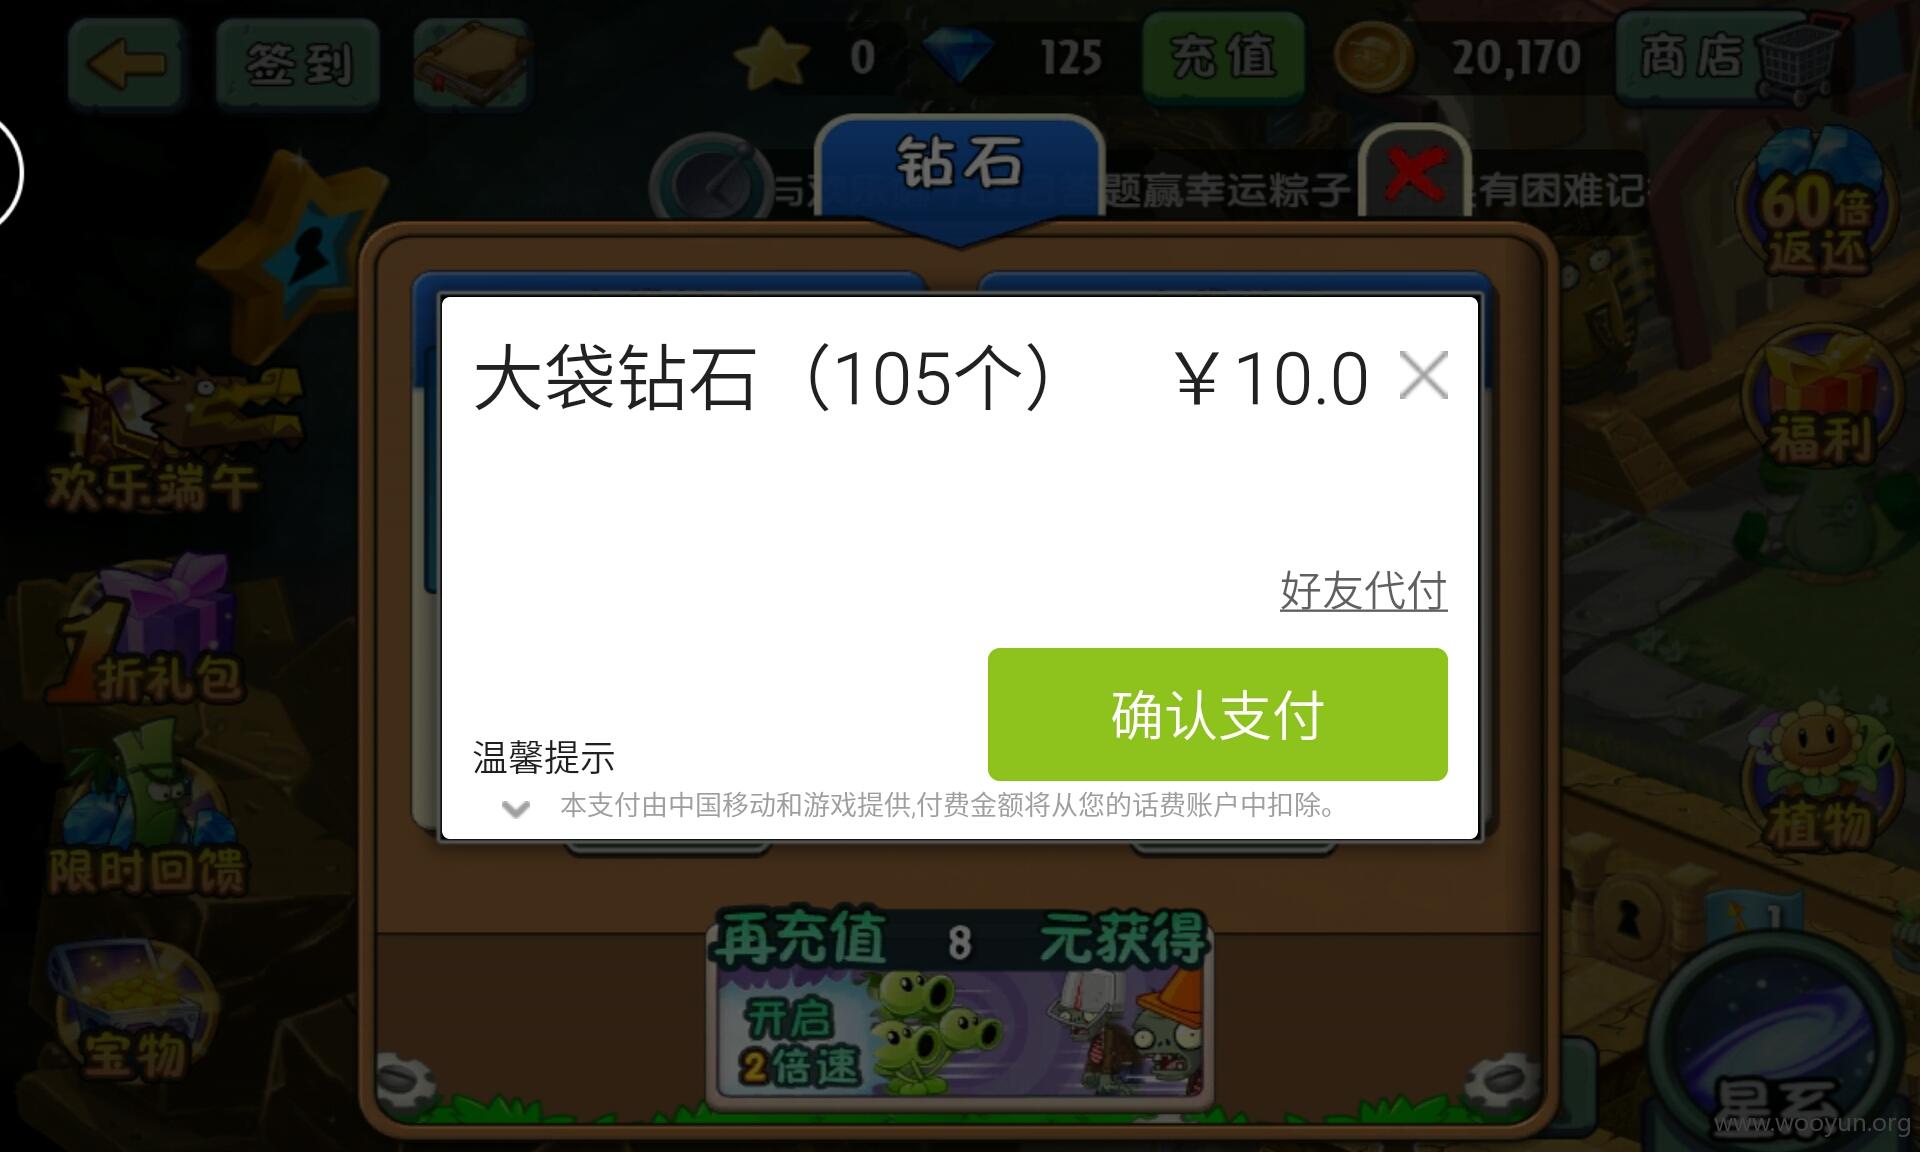 签到
0
125
充值
20,170
商店
钻石
题赢幸运粽子
有困难记
60倍
返还
大袋钻石（105个）
￥10.0
福利
欢乐端午
好友代付
1折礼包
确认支付
温馨提示
本支付由中国移动和游戏提供,付费金额将从您的话费账户中扣除。
植物
限时回馈
再充值 8 元获得
1
开启
2倍速
宝物
星系
www.wooyun.org